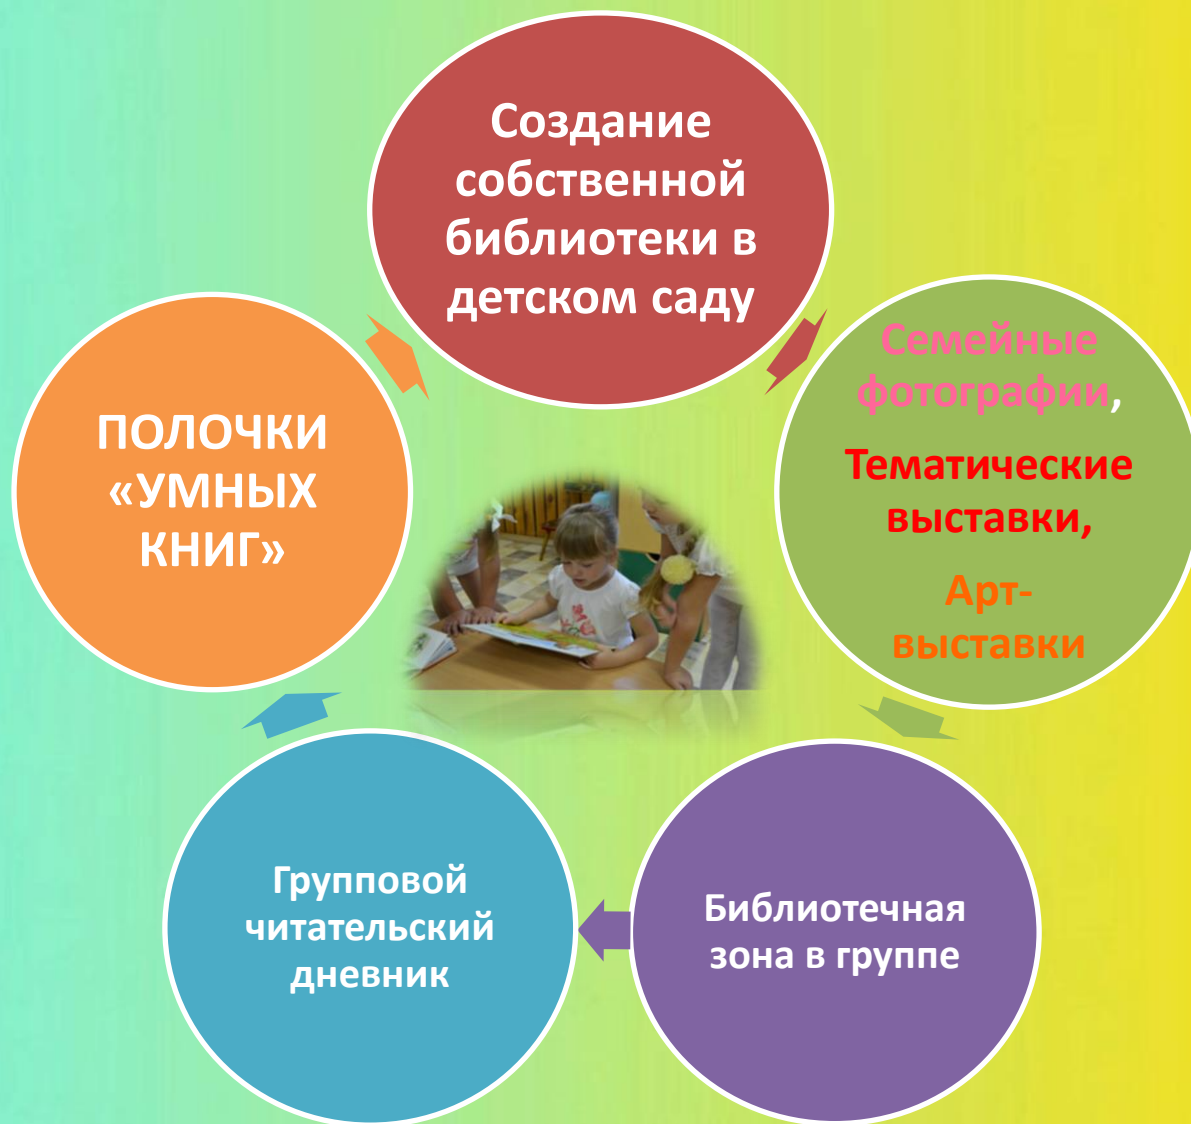 Создание
собственной
библиотеки в
детском саду
Семейные
фотографии,
Тематические
выставки,
Арт-
выставки
Библиотечная
зона в группе
Групповой
читательский
дневник
ПОЛОЧКИ
«УМНЫХ
КНИГ»